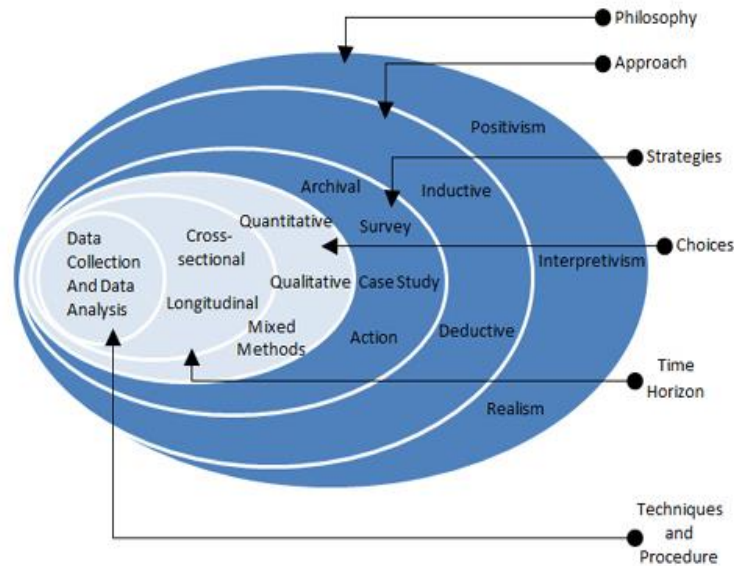 Philosophy
Approach
Positivism
Strategies
Archival
Inductive
Quantitative
Survey
Choices
Data
Collection
And Data
Analysis
Cross-
sectional
Interpretivism
Qualitative
Case Study
Longitudinal
Mixed
Methods
Action
Deductive
Time
Horizon
Realism
Techniques
and
Procedure